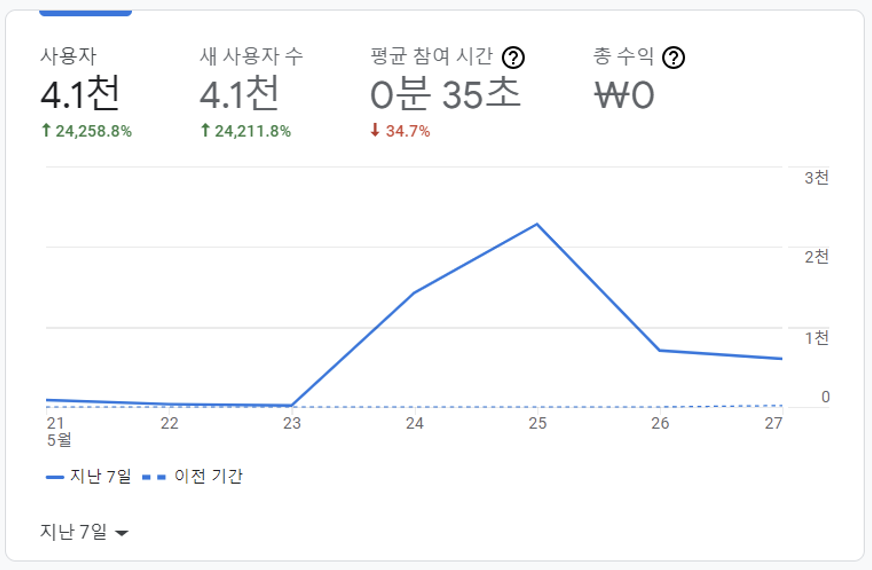 사용자 새 사용자 수 평균 참여 시간 ? 총 수익 ?
4.1천 4.1천 0분 35초 ₩0
↑ 24,258.8% ↑ 24,211.8% ↓ 34.7%
3천
2천
1천
0
21 22 23 24 25 26 27
5월
지난 7일 이전 기간
지난 7일